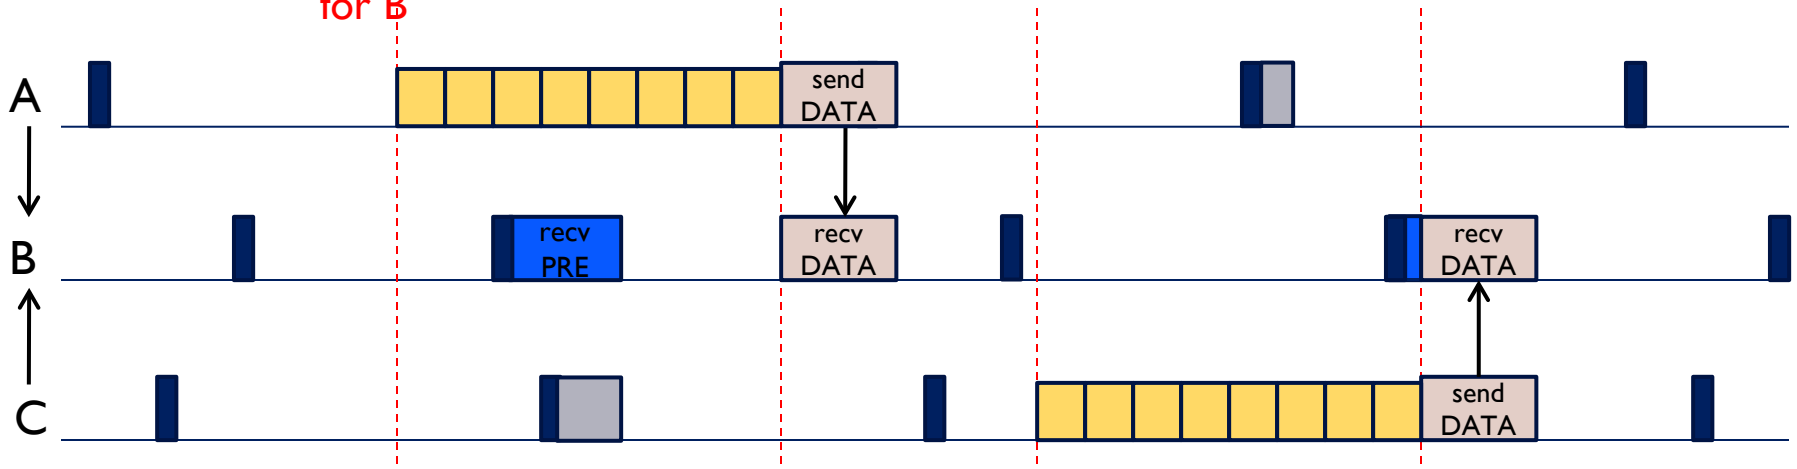 for B
A
send
DATA
B
recv
PRE
recv
DATA
recv
DATA
C
send
DATA